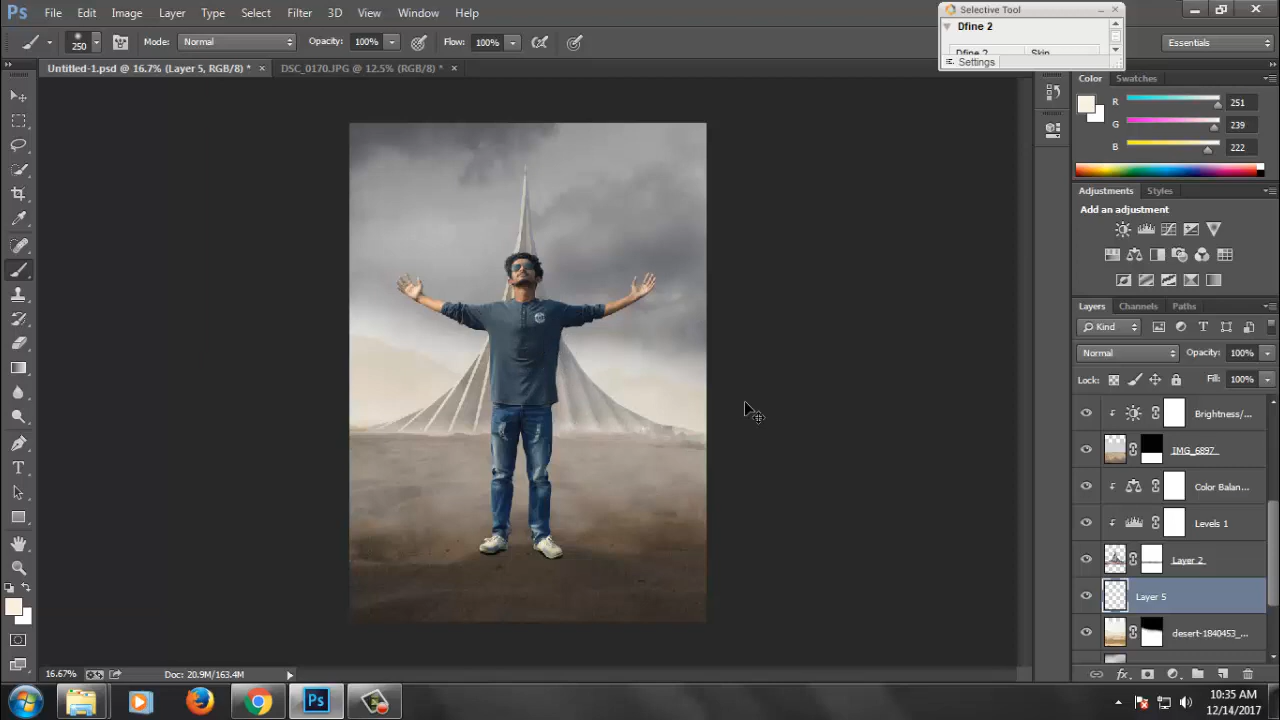 Ps File Edit Image Layer Type Select Filter 3D View Window Help
Selective Tool
Dfine 2
Dfine 2 Skin
Settings
250 Mode: Normal Opacity: 100% Flow: 100% Essentials
Untitled-1.psd @ 16.7% (Layer 5, RGB/8) * × DSC_0170.JPG @ 12.5% (RGB/8) * ×
Color Swatches
R 251
G 239
B 222
Adjustments Styles
Add an adjustment
Layers Channels Paths
Kind
Normal Opacity: 100%
Lock: Fill: 100%
Brightness/...
IMG_6897
Color Balan...
Levels 1
Layer 2
Layer 5
desert-1840453_...
16.67% Doc: 20.9M/163.4M
Ps
10:35 AM
12/14/2017